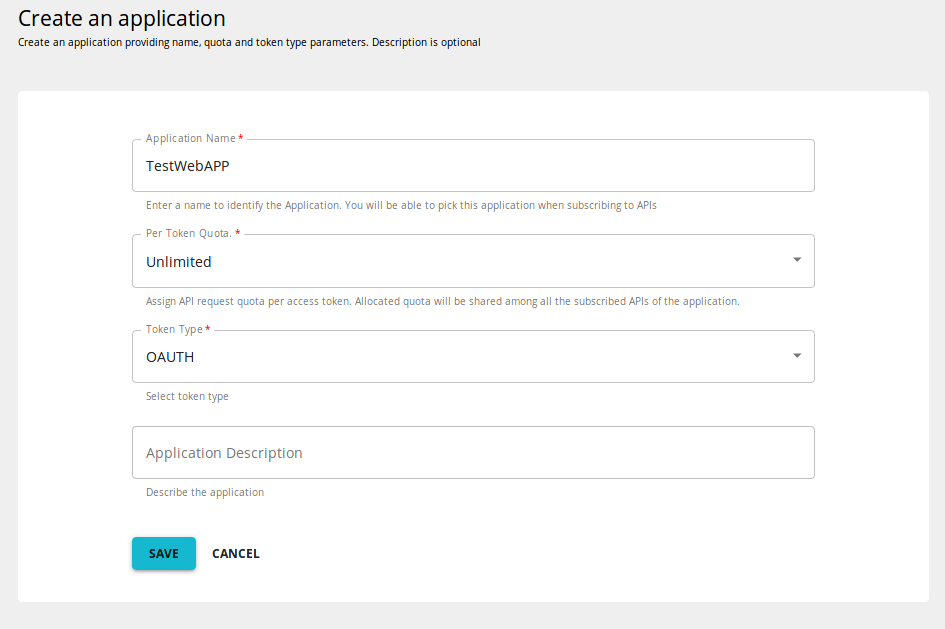 Create an application
Create an application providing name, quota and token type parameters. Description is optional
Application Name *
TestWebAPP
Enter a name to identify the Application. You will be able to pick this application when subscribing to APIs
Per Token Quota. *
Unlimited
Assign API request quota per access token. Allocated quota will be shared among all the subscribed APIs of the application.
Token Type *
OAUTH
Select token type
Application Description
Describe the application
SAVE CANCEL